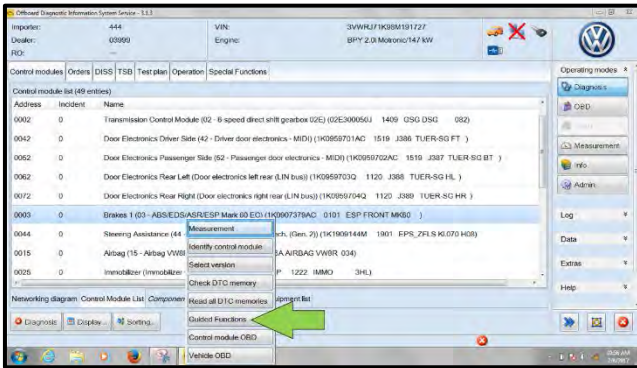 Offboard Diagnostic Information System Service - 3.1.3
Importer: 444 VIN: 3VWRJ71K98M191727
Dealer: 03999 Engine: BPY 2.0l Motronic/147 kW
RO: ---
Control modules Orders DISS TSB Test plan Operation Special Functions
Operating modes
Control module list (49 entries)
Diagnosis
Address Incident Name
OBD
0002 0 Transmission Control Module (02 - 6-speed direct shift gearbox 02E) (02E300050J 1409 GSG DSG 082)
0042 0 Door Electronics Driver Side (42 - Driver door electronics - MIDI) (1K0959701AC 1519 J386 TUER-SG FT )
Measurement
0052 0 Door Electronics Passenger Side (52 - Passenger door electronics - MIDI) (1K0959702AC 1519 J387 TUER-SG BT )
Info
0062 0 Door Electronics Rear Left (Door electronics left rear (LIN bus)) (1K0959703Q 1120 J388 TUER-SG HL )
Admin
0072 0 Door Electronics Rear Right (Door electronics right rear (LIN bus)) (1K0959704Q 1120 J389 TUER-SG HR )
0003 0 Brakes 1 (03 - ABS/EDS/ASR/ESP Mark 60 EC) (1K0907379AC 0101 ESP FRONT MK60 )
Log
Measurement
0044 0 Steering Assistance (44 - tech. (Gen. 2)) (1K1909144M 1901 EPS_ZFLS KL070 H08)
Data
Identify control module
0015 0 Airbag (15 - Airbag VW8 A AIRBAG VW8R 034)
Select version
Extras
0025 0 Immobilizer (Immobilizer 1222 IMMO 3HL)
Check DTC memory
Help
Networking diagram Control Module List Component
Read all DTC memories
Diagnosis Display... Sorting...
Guided Functions
Control module OBD
Vehicle OBD